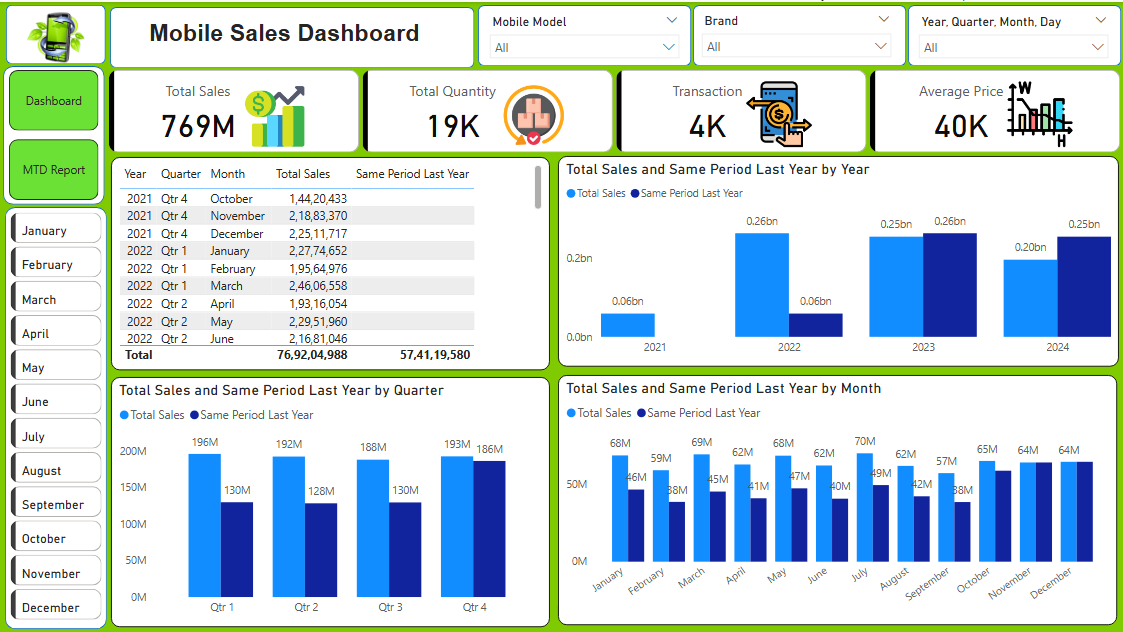 Mobile Sales Dashboard
Mobile Model
All
Brand
All
Year, Quarter, Month, Day
All
Dashboard
MTD Report
January
February
March
April
May
June
July
August
September
October
November
December
Total Sales
769M
Total Quantity
19K
Transaction
4K
Average Price
40K
W
H
Year Quarter Month Total Sales Same Period Last Year
2021 Qtr 4 October 1,44,20,433
2021 Qtr 4 November 2,18,83,370
2021 Qtr 4 December 2,25,11,717
2022 Qtr 1 January 2,27,74,652
2022 Qtr 1 February 1,95,64,976
2022 Qtr 1 March 2,46,06,558
2022 Qtr 2 April 1,93,16,054
2022 Qtr 2 May 2,29,51,960
2022 Qtr 2 June 2,16,81,046
Total 76,92,04,988 57,41,19,580
Total Sales and Same Period Last Year by Year
Total Sales Same Period Last Year
0.26bn
0.25bn 0.26bn
0.25bn
0.20bn
0.2bn
0.06bn
0.06bn
0.0bn
2021 2022 2023 2024
Total Sales and Same Period Last Year by Quarter
Total Sales Same Period Last Year
200M
150M
100M
50M
0M
196M 130M 192M 128M 188M 130M 193M 186M
Qtr 1 Qtr 2 Qtr 3 Qtr 4
Total Sales and Same Period Last Year by Month
Total Sales Same Period Last Year
50M
0M
68M 46M 59M 38M 69M 45M 62M 41M 68M 47M 62M 40M 70M 49M 62M 42M 57M 38M 65M 64M 64M
January February March April May June July August September October November December